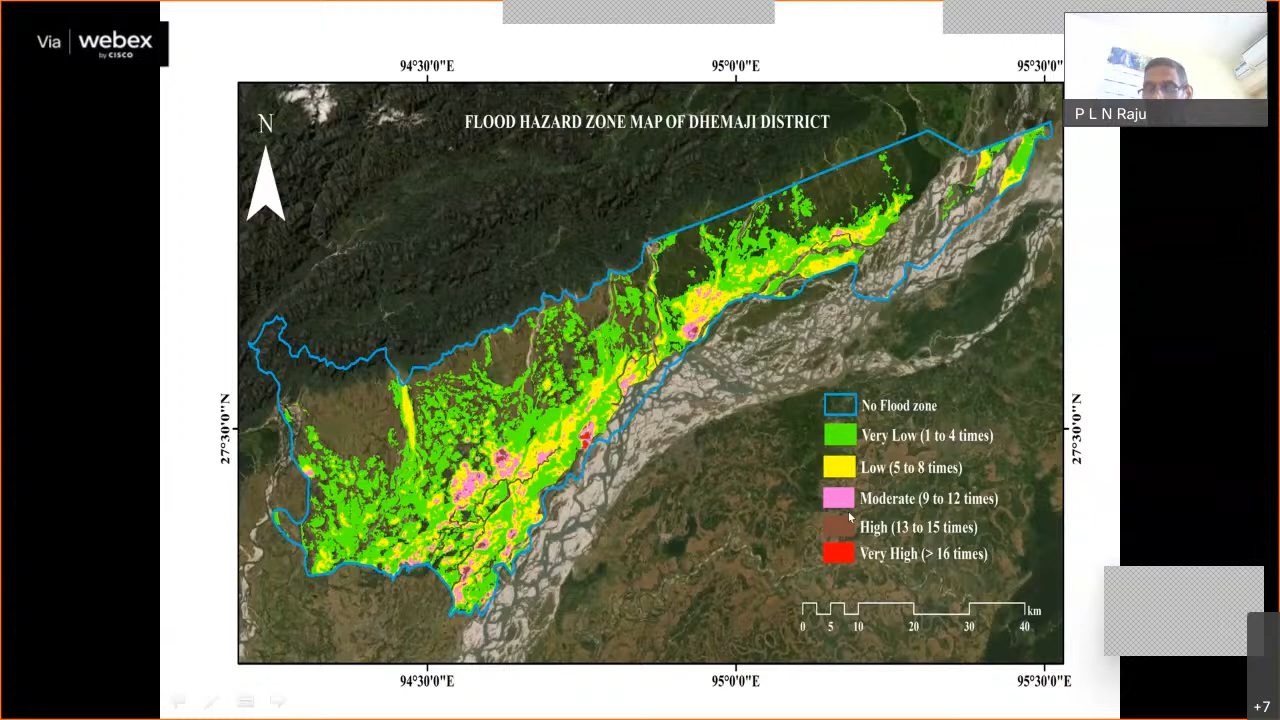 Via webex
by CISCO
94°30'0"E 95°0'0"E 95°30'0"
P L N Raju
N
FLOOD HAZARD ZONE MAP OF DHEMAJI DISTRICT
27°30'0"N
27°30'0"N
No Flood zone
Very Low (1 to 4 times)
Low (5 to 8 times)
Moderate (9 to 12 times)
High (13 to 15 times)
Very High (> 16 times)
km
0 5 10 20 30 40
94°30'0"E 95°0'0"E 95°30'0"E
+7